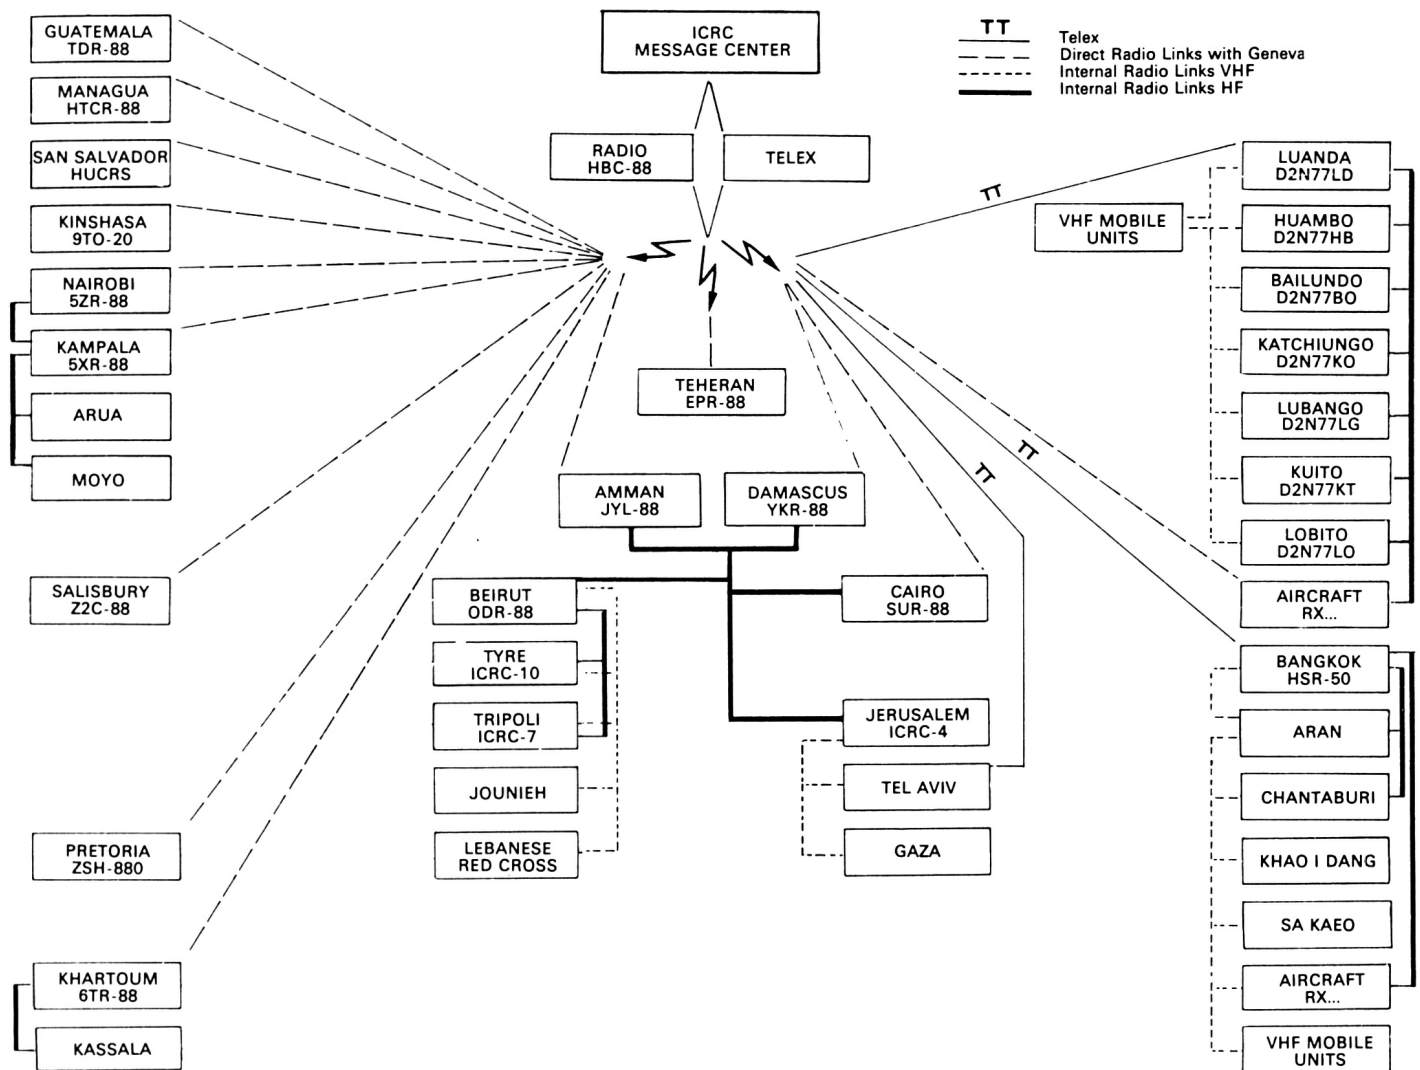 ICRC
MESSAGE CENTER
TT
Telex
Direct Radio Links with Geneva
Internal Radio Links VHF
Internal Radio Links HF
RADIO
HBC-88
TELEX
GUATEMALA
TDR-88
MANAGUA
HTCR-88
SAN SALVADOR
HUCRS
KINSHASA
9TO-20
NAIROBI
5ZR-88
KAMPALA
5XR-88
ARUA
MOYO
SALISBURY
Z2C-88
PRETORIA
ZSH-880
KHARTOUM
6TR-88
KASSALA
TEHERAN
EPR-88
AMMAN
JYL-88
DAMASCUS
YKR-88
BEIRUT
ODR-88
TYRE
ICRC-10
TRIPOLI
ICRC-7
JOUNIEH
LEBANESE
RED CROSS
CAIRO
SUR-88
JERUSALEM
ICRC-4
TEL AVIV
GAZA
TT
TT
TT
VHF MOBILE
UNITS
LUANDA
D2N77LD
HUAMBO
D2N77HB
BAILUNDO
D2N77BO
KATCHIUNGO
D2N77KO
LUBANGO
D2N77LG
KUITO
D2N77KT
LOBITO
D2N77LO
AIRCRAFT
RX...
BANGKOK
HSR-50
ARAN
CHANTABURI
KHAO I DANG
SA KAEO
AIRCRAFT
RX...
VHF MOBILE
UNITS